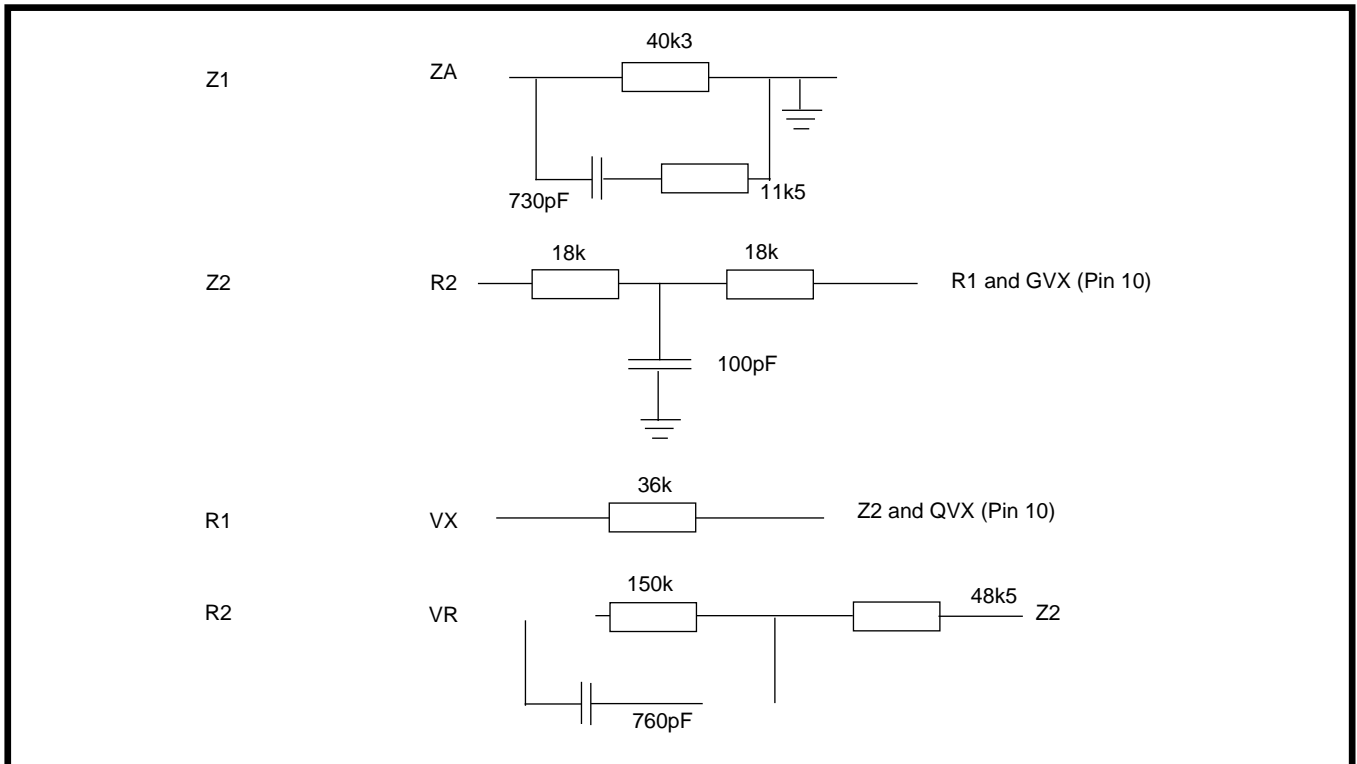 40k3
Z1
ZA
730pF
11k5
18k
18k
Z2
R2
R1 and GVX (Pin 10)
100pF
36k
R1
VX
Z2 and QVX (Pin 10)
150k
48k5
R2
VR
Z2
760pF